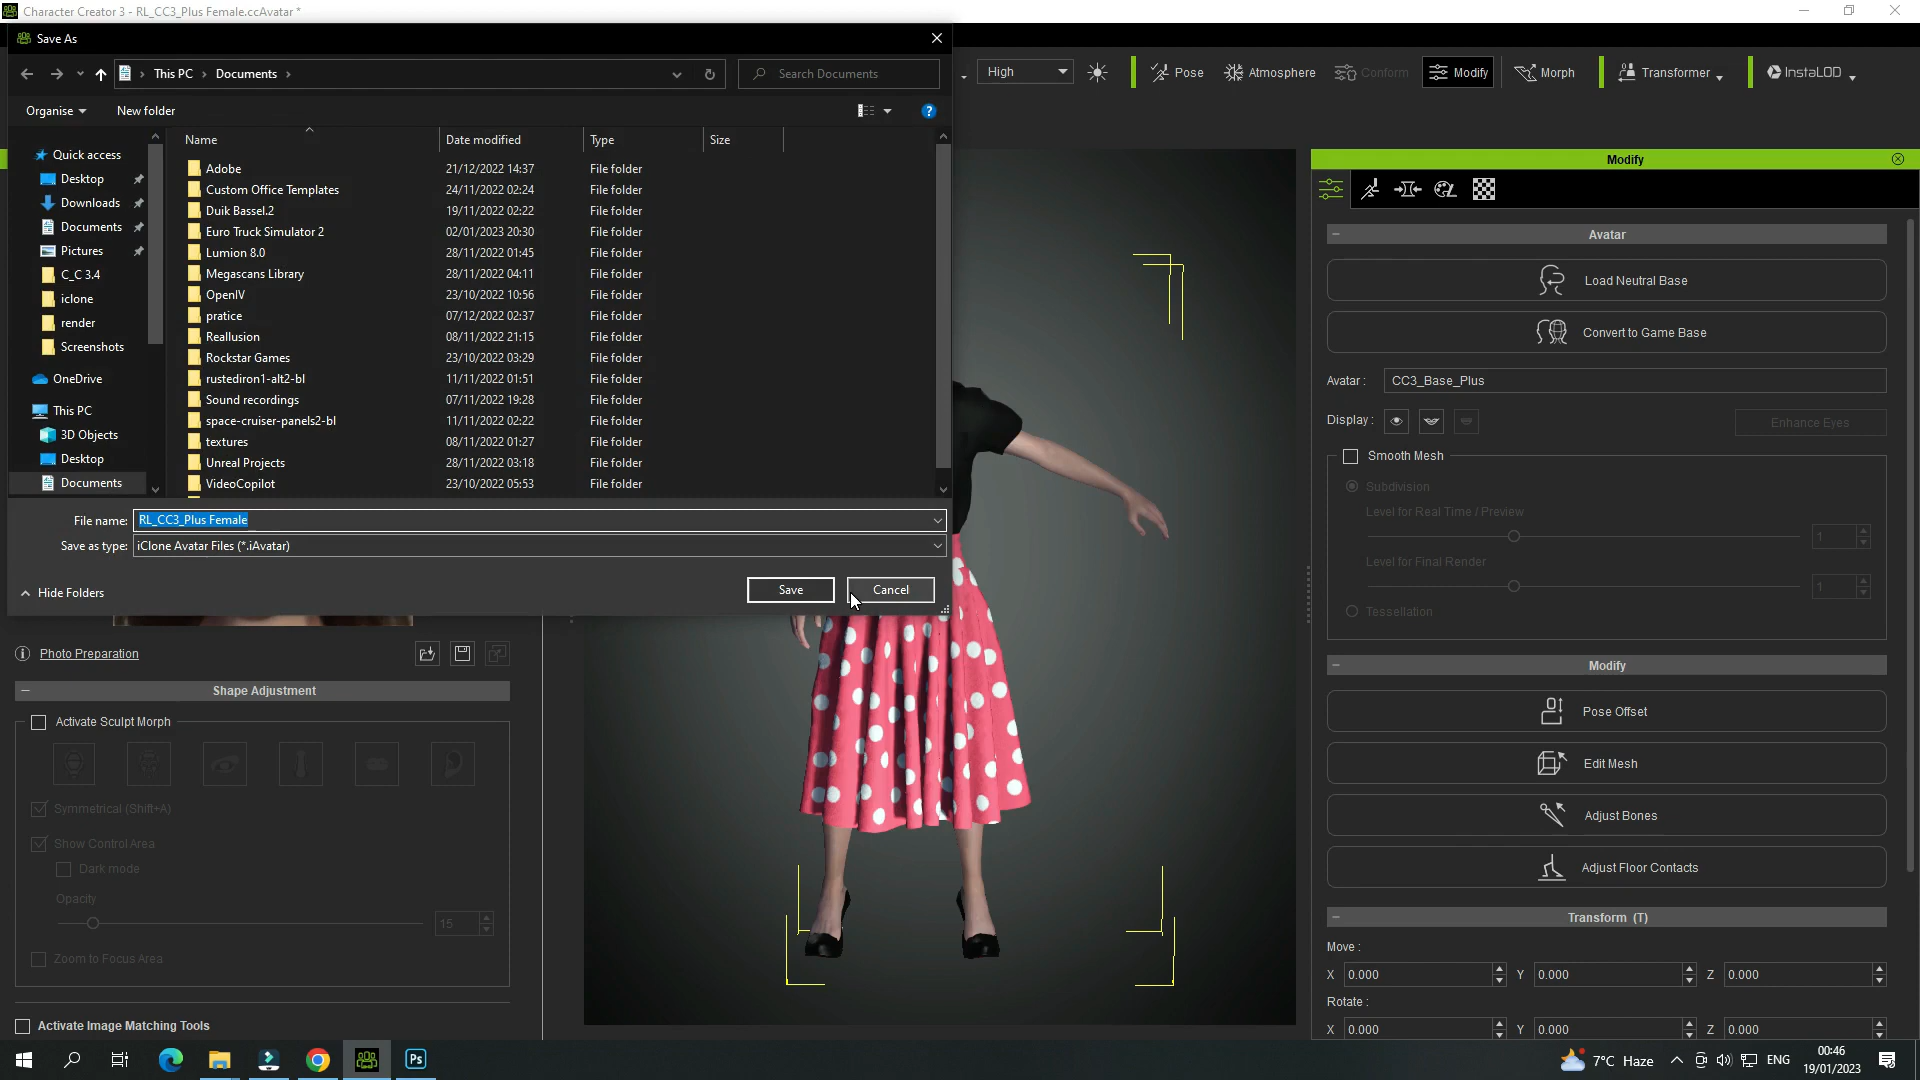 Character Creator 3 - RL_CC3_Plus Female.ccAvatar *
Save As
This PC
Documents
Search Documents
High
Pose
Atmosphere
Conform
Modify
Morph
Transformer
InstaLOD
Organise
New folder
?
Name
Date modified
Type
Size
Modify
Quick access
Desktop
Downloads
Documents
Pictures
C_C 3.4
iclone
render
Screenshots
OneDrive
This PC
3D Objects
Desktop
Documents
Adobe 21/12/2022 14:37 File folder
Custom Office Templates 24/11/2022 02:24 File folder
Duik Bassel.2 19/11/2022 02:22 File folder
Euro Truck Simulator 2 02/01/2023 20:30 File folder
Lumion 8.0 28/11/2022 01:45 File folder
Megascans Library 28/11/2022 04:11 File folder
OpenIV 23/10/2022 10:56 File folder
pratice 07/12/2022 02:37 File folder
Reallusion 08/11/2022 21:15 File folder
Rockstar Games 23/10/2022 03:29 File folder
rustediron1-alt2-bl 11/11/2022 01:51 File folder
Sound recordings 07/11/2022 19:28 File folder
space-cruiser-panels2-bl 11/11/2022 02:22 File folder
textures 08/11/2022 01:27 File folder
Unreal Projects 28/11/2022 03:18 File folder
VideoCopilot 23/10/2022 05:53 File folder
File name: RL_CC3_Plus Female
Save as type: iClone Avatar Files (*.iAvatar)
Hide Folders
Save
Cancel
Photo Preparation
Shape Adjustment
Activate Sculpt Morph
Symmetrical (Shift+A)
Show Control Area
Dark mode
Opacity
15
Zoom to Focus Area
Activate Image Matching Tools
Avatar
Load Neutral Base
Convert to Game Base
Avatar : CC3_Base_Plus
Display :
Enhance Eyes
Smooth Mesh
Subdivision
Level for Real Time / Preview
1
Level for Final Render
1
Tessellation
Modify
Pose Offset
Edit Mesh
Adjust Bones
Adjust Floor Contacts
Transform (T)
Move :
X 0.000 Y 0.000 Z 0.000
Rotate :
X 0.000 Y 0.000 Z 0.000
Ps
7°C Haze
ENG
00:46
19/01/2023